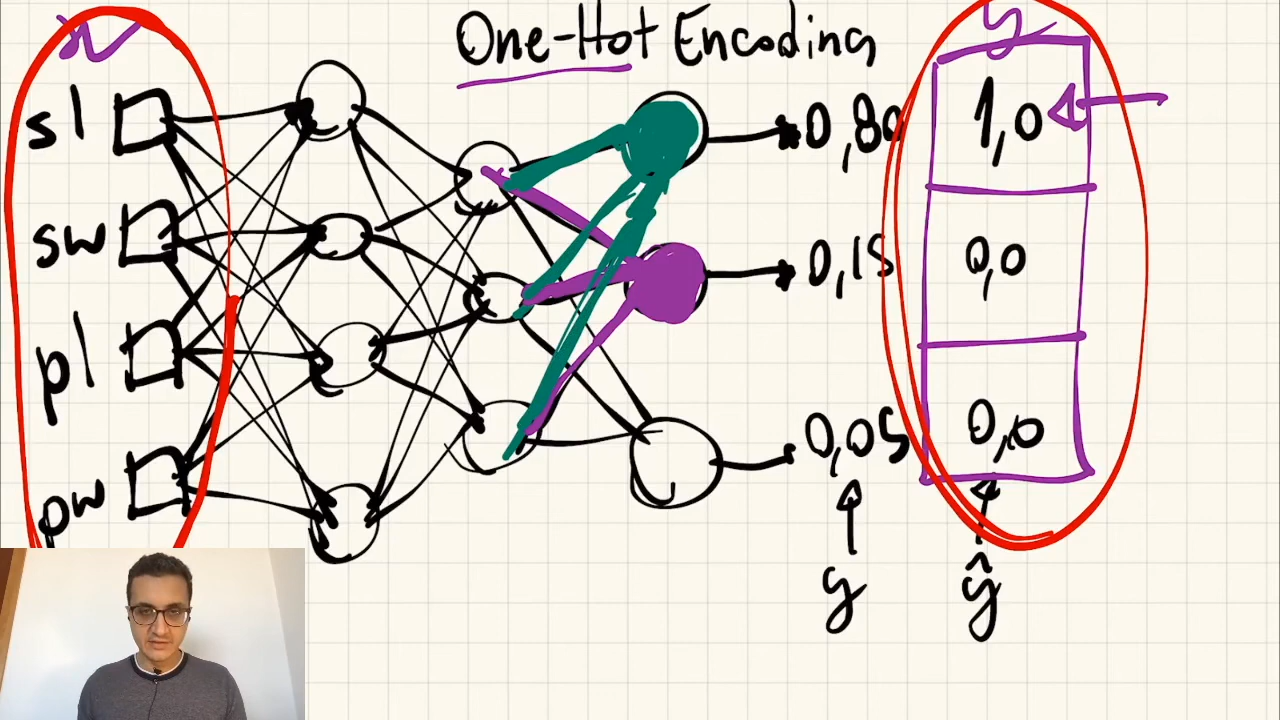 x
One-Hot Encoding
y
sl
0,80
1,0
sw
0,15
0,0
pl
pw
0,05
0,0
y
ŷ